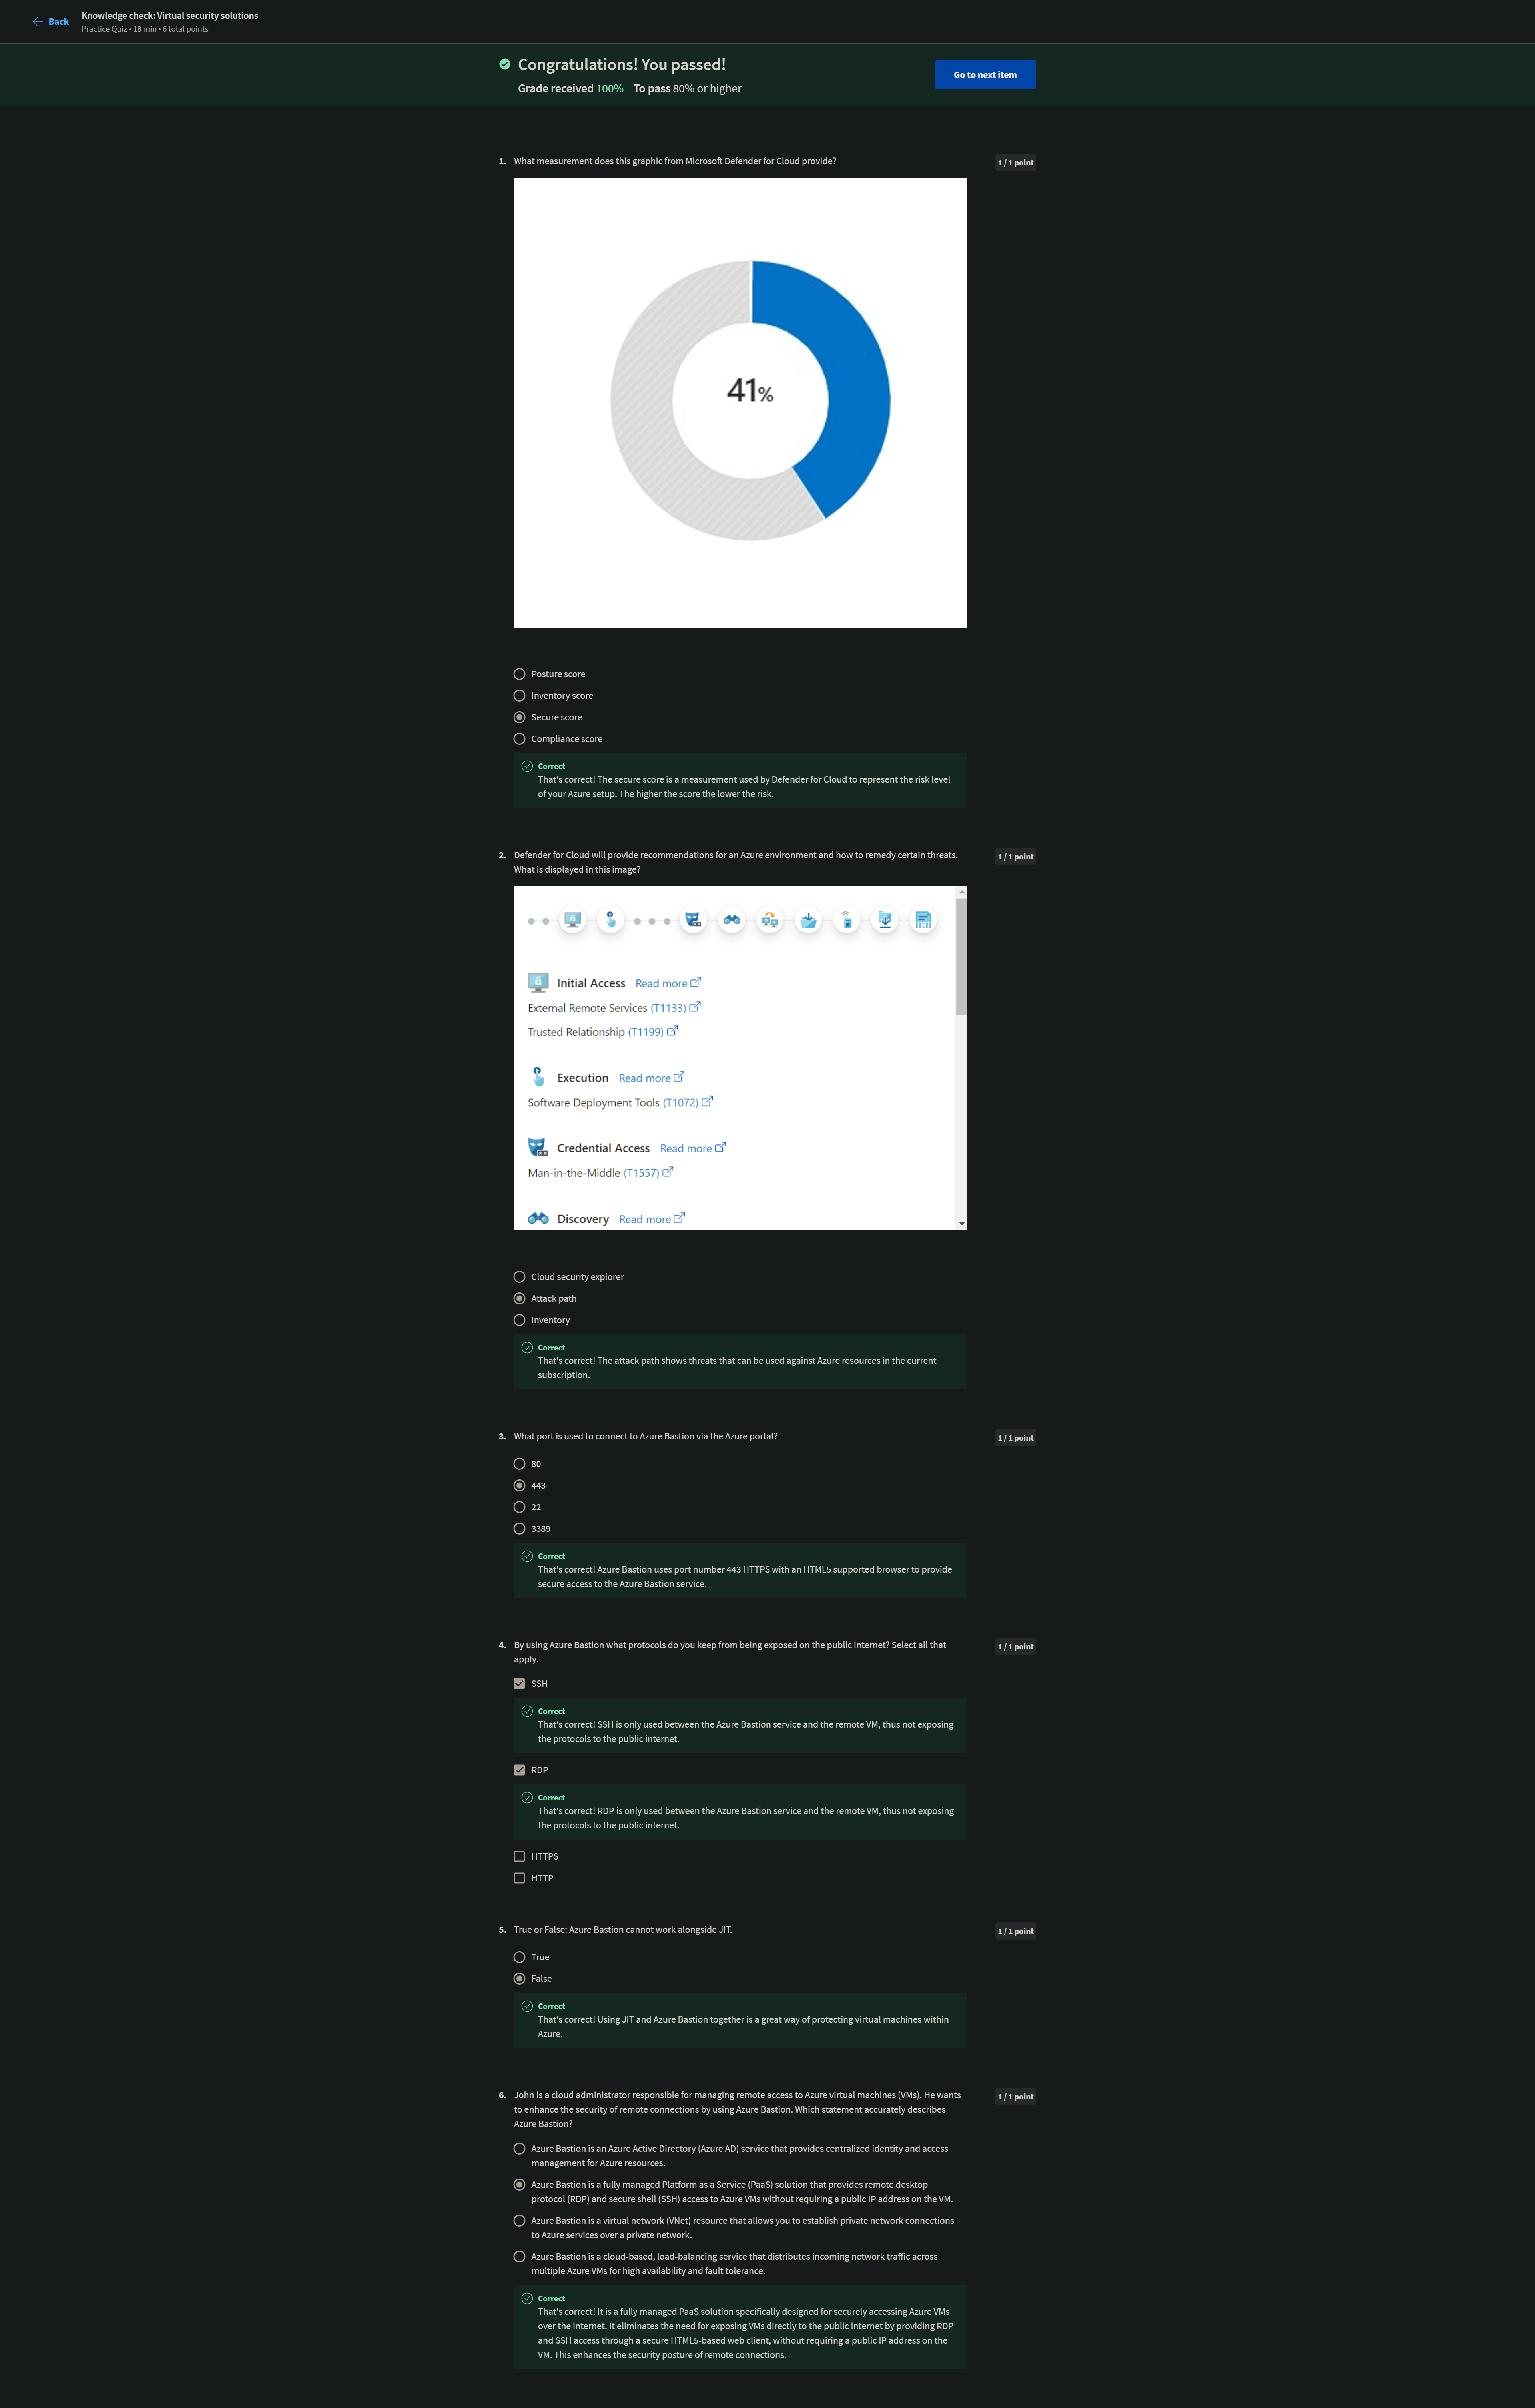 Back
Knowledge check: Virtual security solutions
Practice Quiz • 18 min • 6 total points
Congratulations! You passed!
Grade received 100% To pass 80% or higher
Go to next item
1. What measurement does this graphic from Microsoft Defender for Cloud provide?
1 / 1 point
41%
Posture score
Inventory score
Secure score
Compliance score
Correct
That's correct! The secure score is a measurement used by Defender for Cloud to represent the risk level
of your Azure setup. The higher the score the lower the risk.
2. Defender for Cloud will provide recommendations for an Azure environment and how to remedy certain threats.
What is displayed in this image?
1 / 1 point
Initial Access Read more
External Remote Services (T1133)
Trusted Relationship (T1199)
Execution Read more
Software Deployment Tools (T1072)
Credential Access Read more
Man-in-the-Middle (T1557)
Discovery Read more
Cloud security explorer
Attack path
Inventory
Correct
That's correct! The attack path shows threats that can be used against Azure resources in the current
subscription.
3. What port is used to connect to Azure Bastion via the Azure portal?
1 / 1 point
80
443
22
3389
Correct
That's correct! Azure Bastion uses port number 443 HTTPS with an HTML5 supported browser to provide
secure access to the Azure Bastion service.
4. By using Azure Bastion what protocols do you keep from being exposed on the public internet? Select all that
apply.
1 / 1 point
SSH
Correct
That's correct! SSH is only used between the Azure Bastion service and the remote VM, thus not exposing
the protocols to the public internet.
RDP
Correct
That's correct! RDP is only used between the Azure Bastion service and the remote VM, thus not exposing
the protocols to the public internet.
HTTPS
HTTP
5. True or False: Azure Bastion cannot work alongside JIT.
1 / 1 point
True
False
Correct
That's correct! Using JIT and Azure Bastion together is a great way of protecting virtual machines within
Azure.
6. John is a cloud administrator responsible for managing remote access to Azure virtual machines (VMs). He wants
to enhance the security of remote connections by using Azure Bastion. Which statement accurately describes
Azure Bastion?
1 / 1 point
Azure Bastion is an Azure Active Directory (Azure AD) service that provides centralized identity and access
management for Azure resources.
Azure Bastion is a fully managed Platform as a Service (PaaS) solution that provides remote desktop
protocol (RDP) and secure shell (SSH) access to Azure VMs without requiring a public IP address on the VM.
Azure Bastion is a virtual network (VNet) resource that allows you to establish private network connections
to Azure services over a private network.
Azure Bastion is a cloud-based, load-balancing service that distributes incoming network traffic across
multiple Azure VMs for high availability and fault tolerance.
Correct
That's correct! It is a fully managed PaaS solution specifically designed for securely accessing Azure VMs
over the internet. It eliminates the need for exposing VMs directly to the public internet by providing RDP
and SSH access through a secure HTML5-based web client, without requiring a public IP address on the
VM. This enhances the security posture of remote connections.